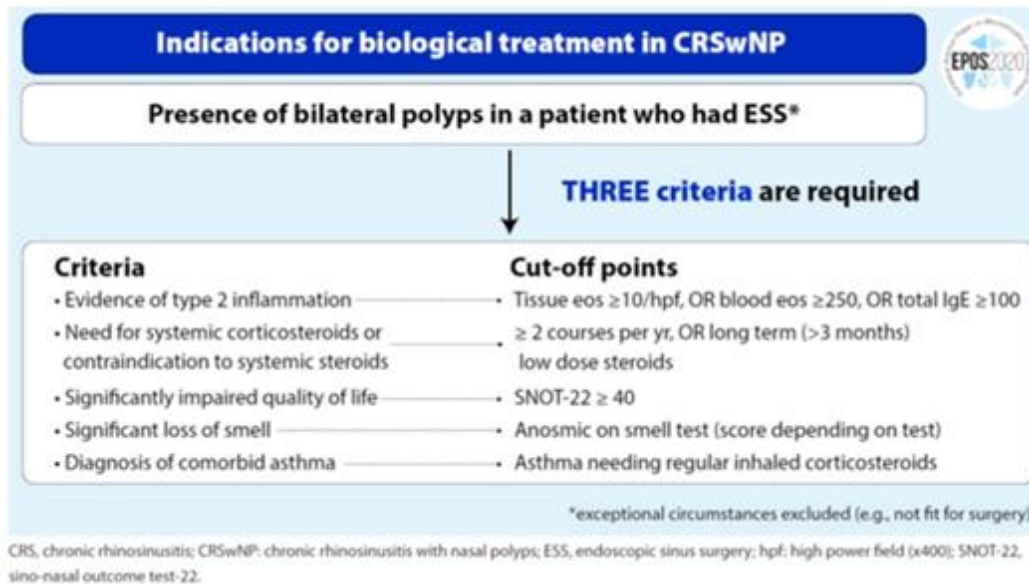 Indications for biological treatment in CRSwNP
EPOS2020
Presence of bilateral polyps in a patient who had ESS*
THREE criteria are required
Criteria
Cut-off points
• Evidence of type 2 inflammation
• Tissue eos ≥10/hpf, OR blood eos ≥250, OR total IgE ≥100
• Need for systemic corticosteroids or
contraindication to systemic steroids
• ≥ 2 courses per yr, OR long term (>3 months)
low dose steroids
• Significantly impaired quality of life
• SNOT-22 ≥ 40
• Significant loss of smell
• Anosmic on smell test (score depending on test)
• Diagnosis of comorbid asthma
• Asthma needing regular inhaled corticosteroids
*exceptional circumstances excluded (e.g., not fit for surgery)
CRS, chronic rhinosinusitis; CRSwNP: chronic rhinosinusitis with nasal polyps; ESS, endoscopic sinus surgery; hpf: high power field (x400); SNOT-22,
sino-nasal outcome test-22.